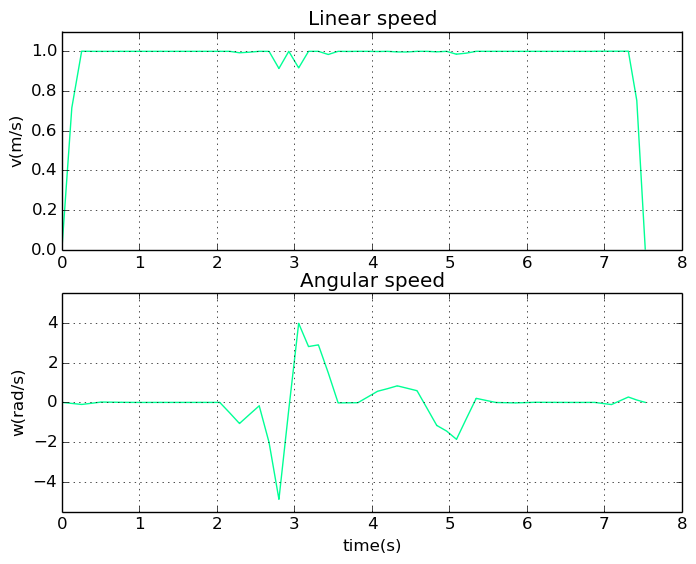 Linear speed
1.0
0.8
0.6
0.4
0.2
0.0
v(m/s)
0 1 2 3 4 5 6 7 8
Angular speed
4
2
0
−2
−4
w(rad/s)
0 1 2 3 4 5 6 7 8
time(s)